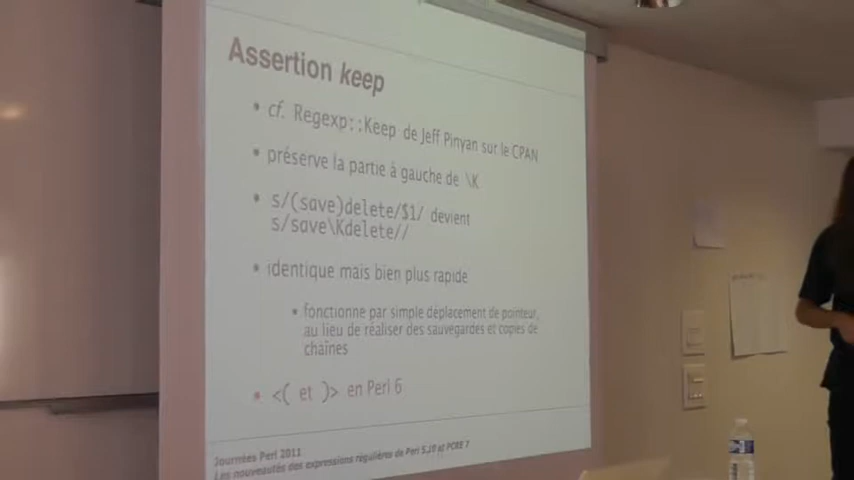 Assertion keep
• cf. Regexp::Keep de Jeff Pinyan sur le CPAN
• préserve la partie à gauche de \K
• s/(save)delete/$1/ devient
s/save\Kdelete//
• identique mais bien plus rapide
• fonctionne par simple déplacement de pointeur,
au lieu de réaliser des sauvegardes et copies de
chaînes
• <( et )> en Perl 6
Journées Perl 2011
Les nouveautés des expressions régulières de Perl 5.10 et PCRE 7